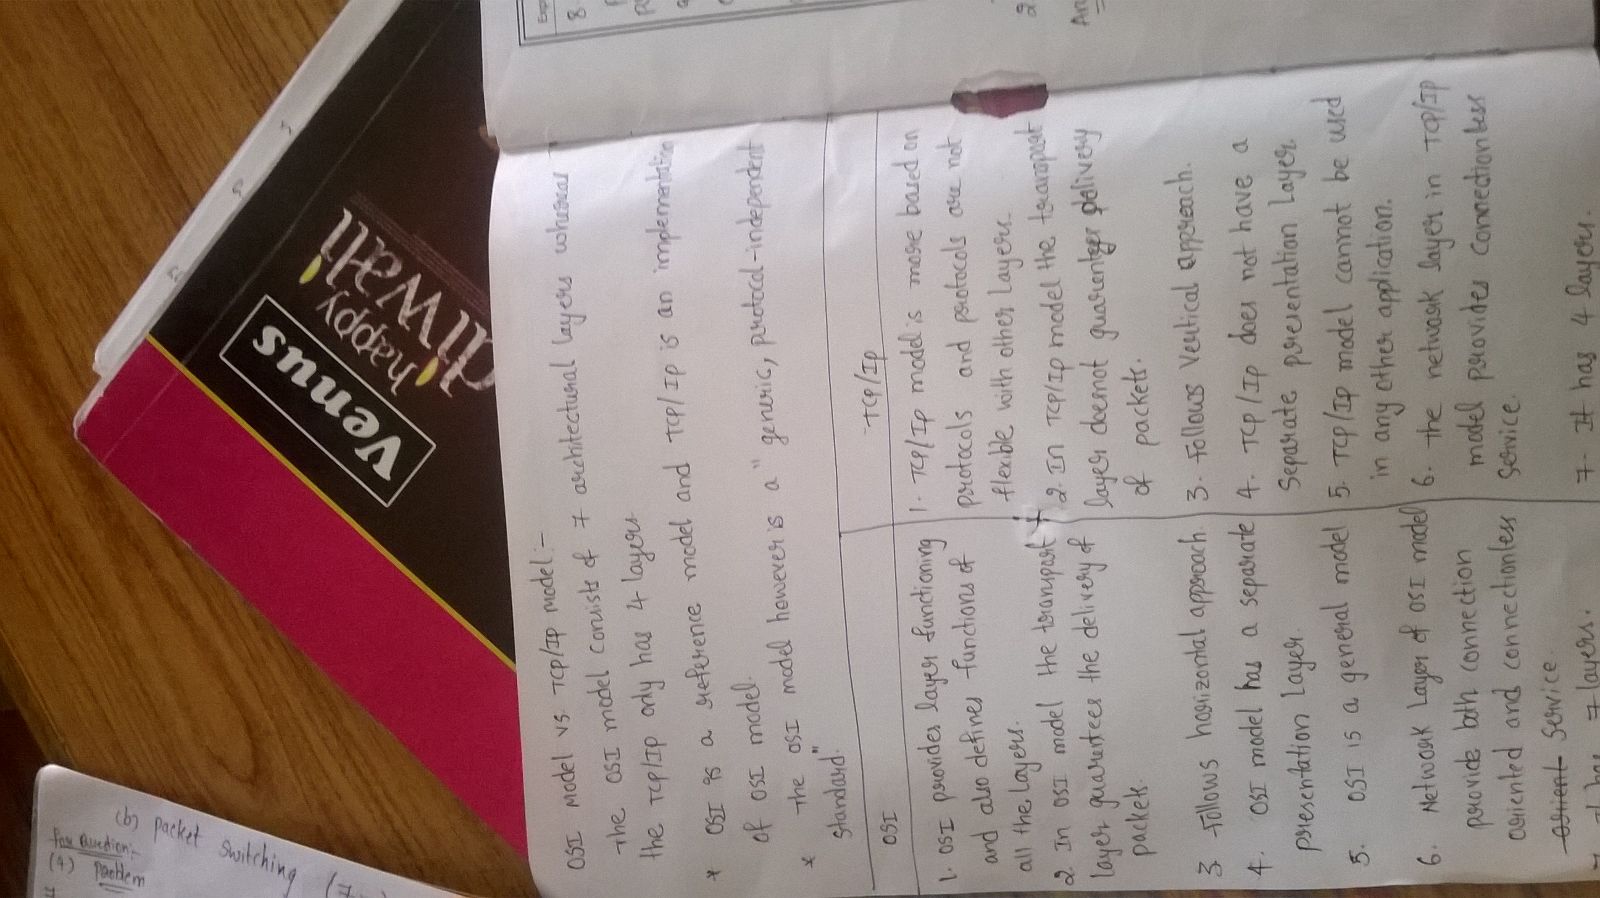 (b) Packet Switching (7
for question:-
(4) Problem
Venus
happy
diwali
OSI Model vs TCP/IP model:-
The OSI model consists of 7 architectural layers whereas
the TCP/IP only has 4 layers
* OSI is a reference model and TCP/IP is an implementation
of OSI model.
* The OSI model however is a "generic, protocol-independent
standard."
OSI
TCP/IP
1. OSI provides layer functioning
and also defines functions of
all the layers.
2. In OSI model the transport
layer guarantees the delivery of
packets.
3 Follows horizontal approach.
4. OSI model has a separate
presentation Layer.
5. OSI is a general model
6. Network Layer of OSI model
provide both connection
oriented and connectionless
orient service.
7 It has 7 layers.
1. TCP/IP model is more based on
protocols and protocols are not
flexible with other Layers.
2. In TCP/IP model the transport
layer doesnot guarentger delivery
of packets.
3. Follows Vertical appreach.
4. TCP/IP does not have a
Separate presentation Layer.
5. TCP/IP model cannot be used
in any other application.
6. The network layer in TCP/IP
model provides connectionless
Service.
7. It has 4 layers.
Exp
8.
2
An